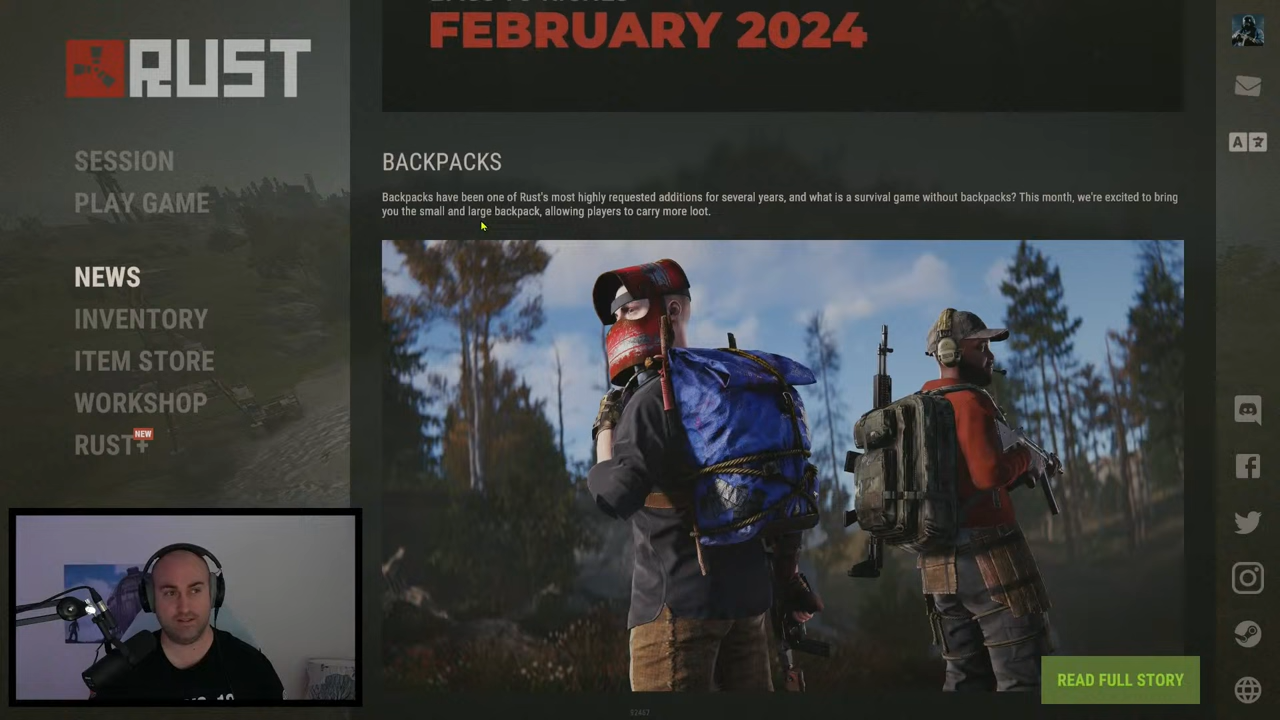 FEBRUARY 2024
RUST
SESSION
PLAY GAME
NEWS
INVENTORY
ITEM STORE
WORKSHOP
RUST+
NEW
BACKPACKS
Backpacks have been one of Rust's most highly requested additions for several years, and what is a survival game without backpacks? This month, we're excited to bring
you the small and large backpack, allowing players to carry more loot.
READ FULL STORY